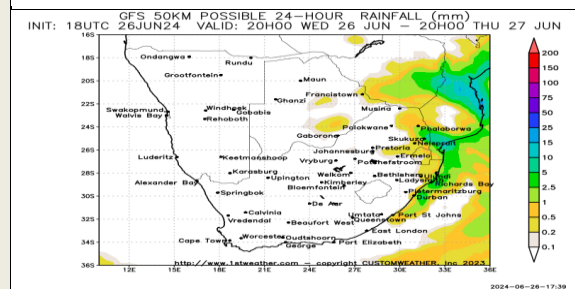 GFS 50KM POSSIBLE 24-HOUR RAINFALL (mm)
INIT: 18UTC 26JUN24 VALID: 20H00 WED 26 JUN - 20H00 THU 27 JUN
16S
Ondangwa
Rundu
200
18S
150
Grootfontein
Maun
100
20S
Francistown
75
Ghanzi
22S
50
Swakopmund
Windhoek
Gobabis
Musina
Walvis Bay
Rehoboth
25
24S
Polokwane
Phalaborwa
15
Gaborone
Skukuza
Pretoria
Nelspruit
10
26S
Johannesburg
Luderitz
Keetmanshoop
Vryburg
Potchefstroom
Ermelo
5
Karasburg
Welkom
Bethlehem
Ulundi
28S
Alexander Bay
Upington
Kimberley
Ladysmith
Richards Bay
2
Springbok
Bloemfontein
Pietermaritzburg
Durban
30S
De Aar
1
Calvinia
Umtata
Port St Johns
0.5
32S
Vredendal
Beaufort West
Queenstown
0.2
East London
Worcester
Oudtshoorn
34S
Cape Town
George
Port Elizabeth
0.1
36S
http://www.1stweather.com - copyright CUSTOMWEATHER, Inc 2023
12E 15E 18E 21E 24E 27E 30E 33E 36E
2024-06-26-17:39